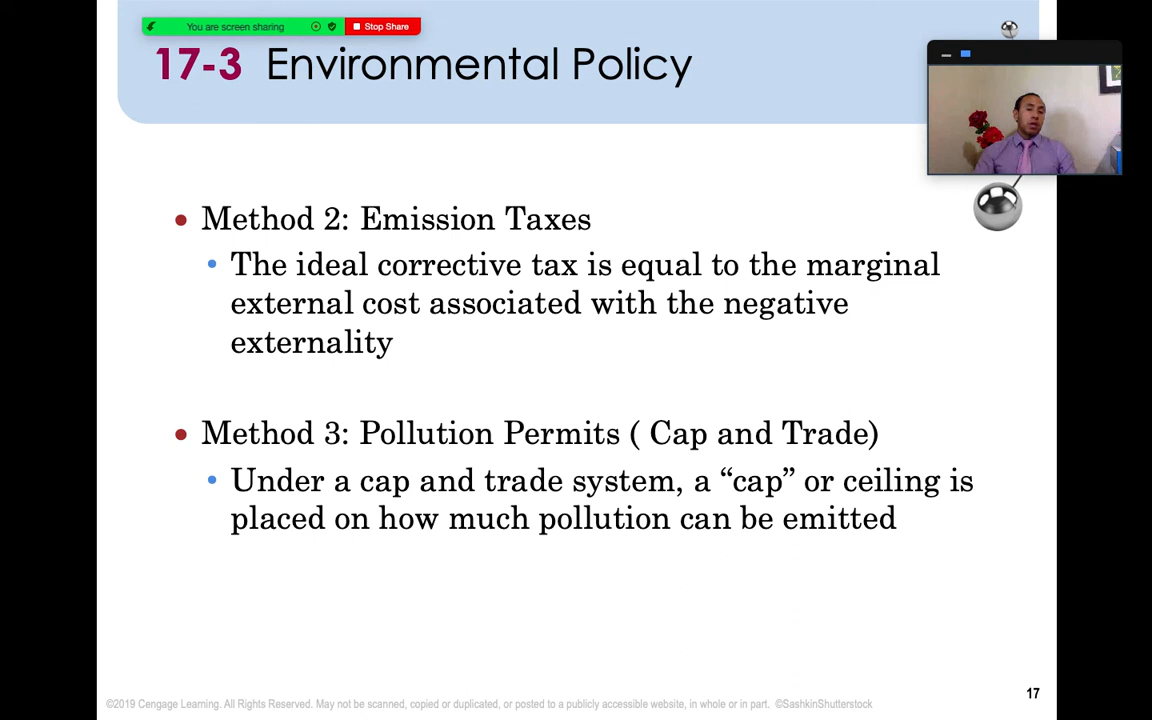 You are screen sharing Stop Share
17-3 Environmental Policy
• Method 2: Emission Taxes
• The ideal corrective tax is equal to the marginal
external cost associated with the negative
externality
• Method 3: Pollution Permits ( Cap and Trade)
• Under a cap and trade system, a “cap” or ceiling is
placed on how much pollution can be emitted
17
©2019 Cengage Learning. All Rights Reserved. May not be scanned, copied or duplicated, or posted to a publicly accessible website, in whole or in part. ©SashkinShutterstock